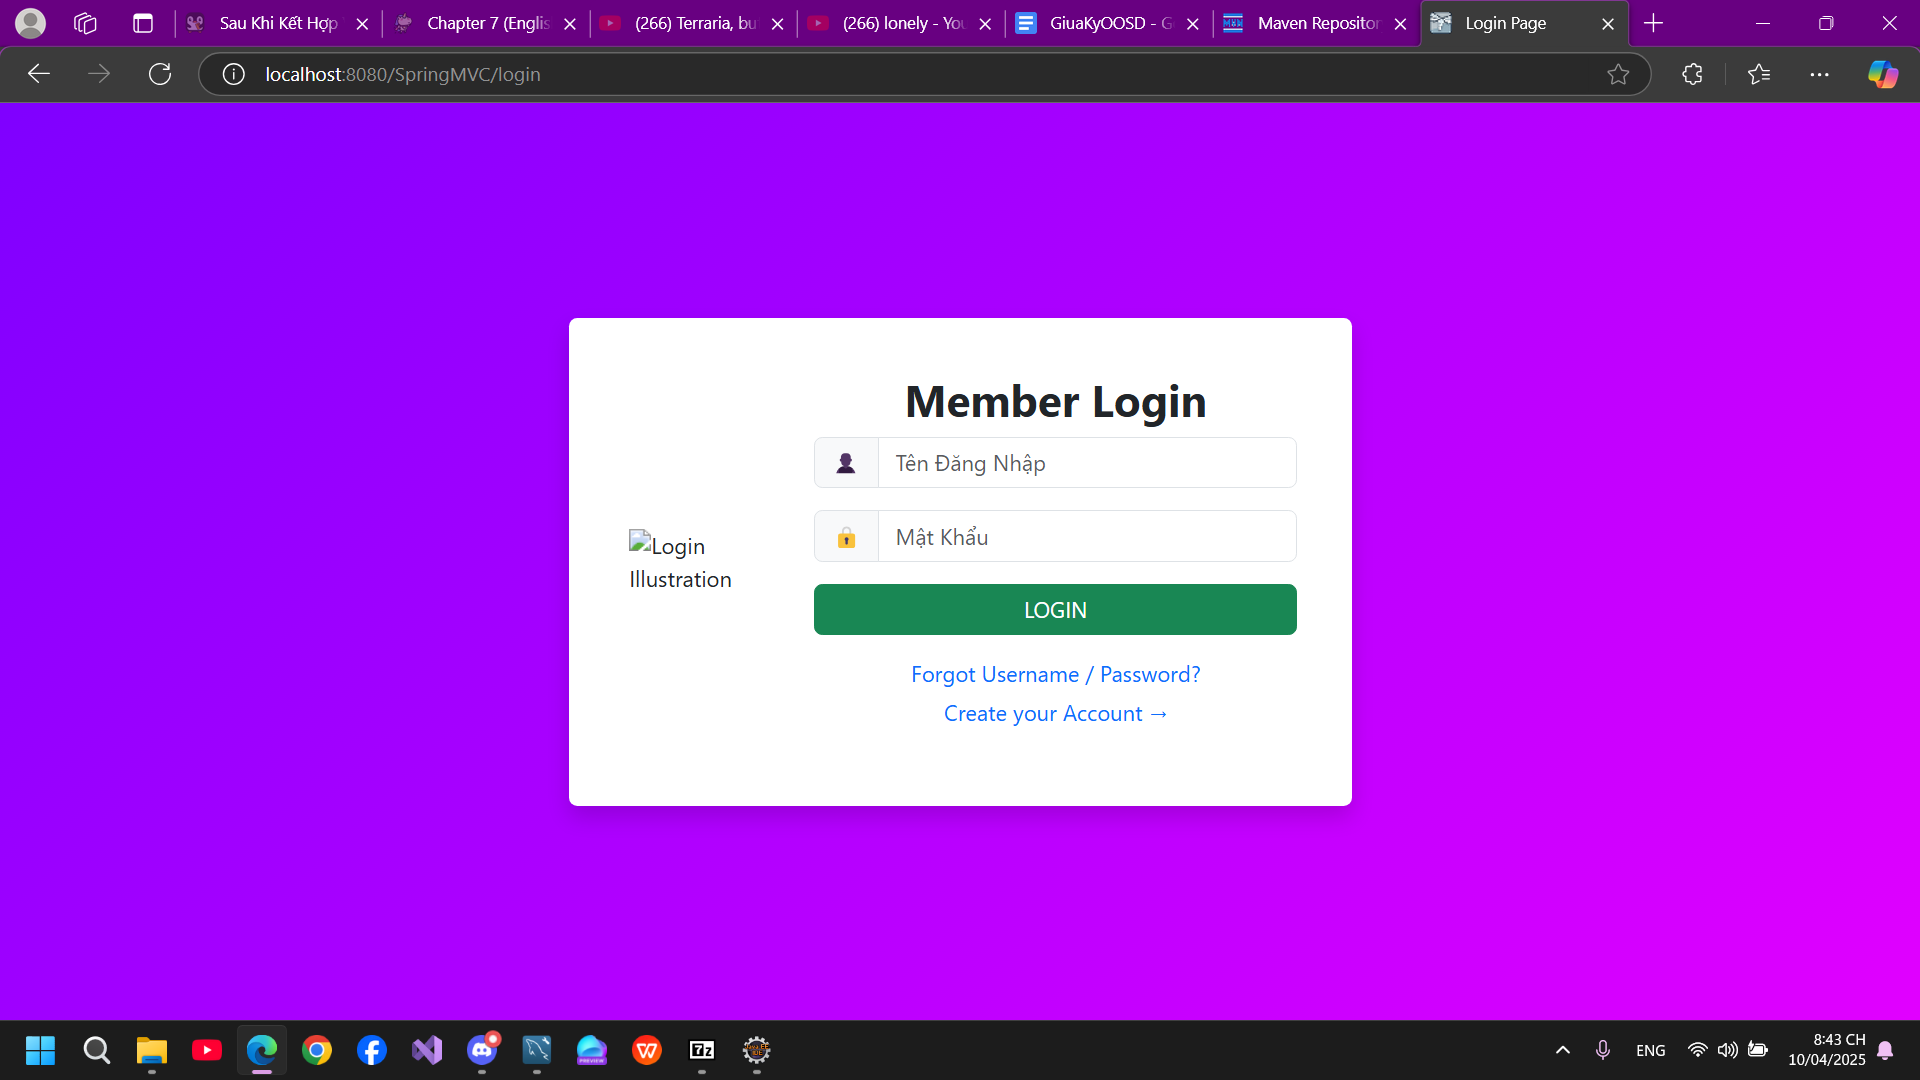 Sau Khi Kết Hợp
Chapter 7 (Englis
(266) Terraria, bu
(266) lonely - You
GiuaKyOOSD - G
Maven Repositor
Login Page
localhost:8080/SpringMVC/login
Member Login
Tên Đăng Nhập
Mật Khẩu
Login
Illustration
LOGIN
Forgot Username / Password?
Create your Account →
PREVIEW
7z
ENG
8:43 CH
10/04/2025